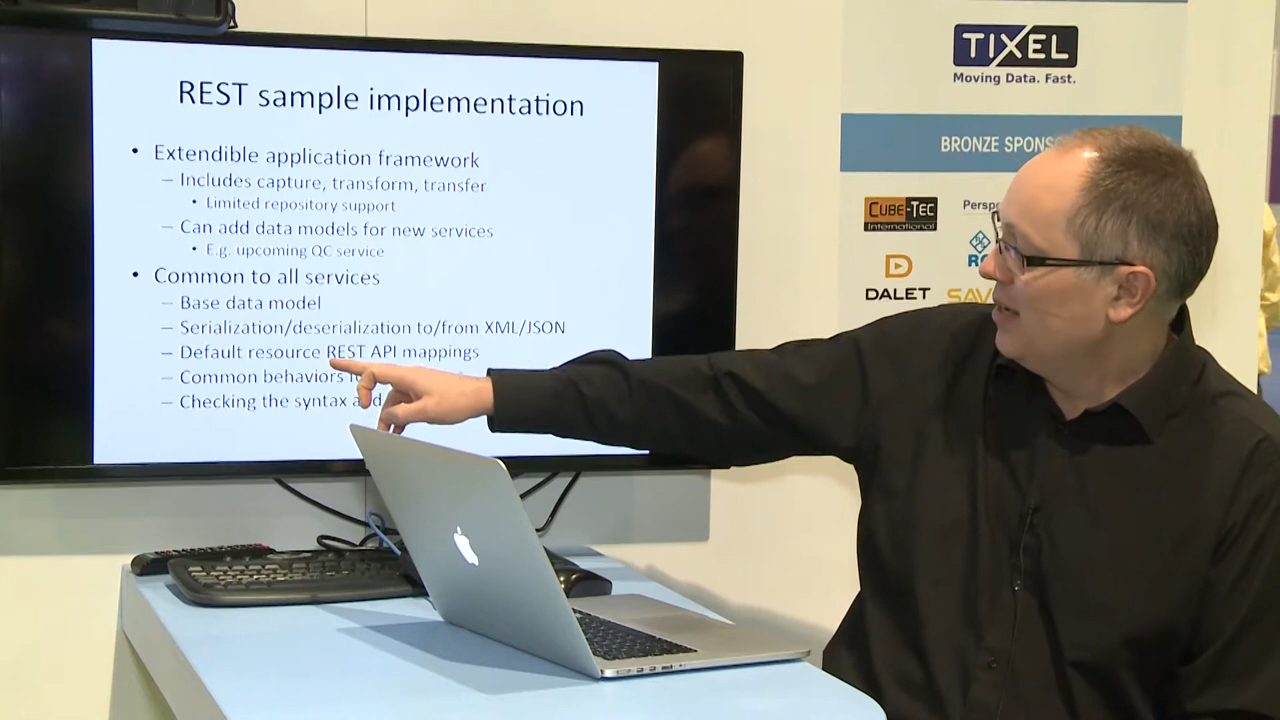 REST sample implementation
• Extendible application framework
– Includes capture, transform, transfer
• Limited repository support
– Can add data models for new services
• E.g. upcoming QC service
• Common to all services
– Base data model
– Serialization/deserialization to/from XML/JSON
– Default resource REST API mappings
– Common behaviors
– Checking the syntax and
TIXEL
Moving Data. Fast.
BRONZE
CUBE-TEC
International
DALET